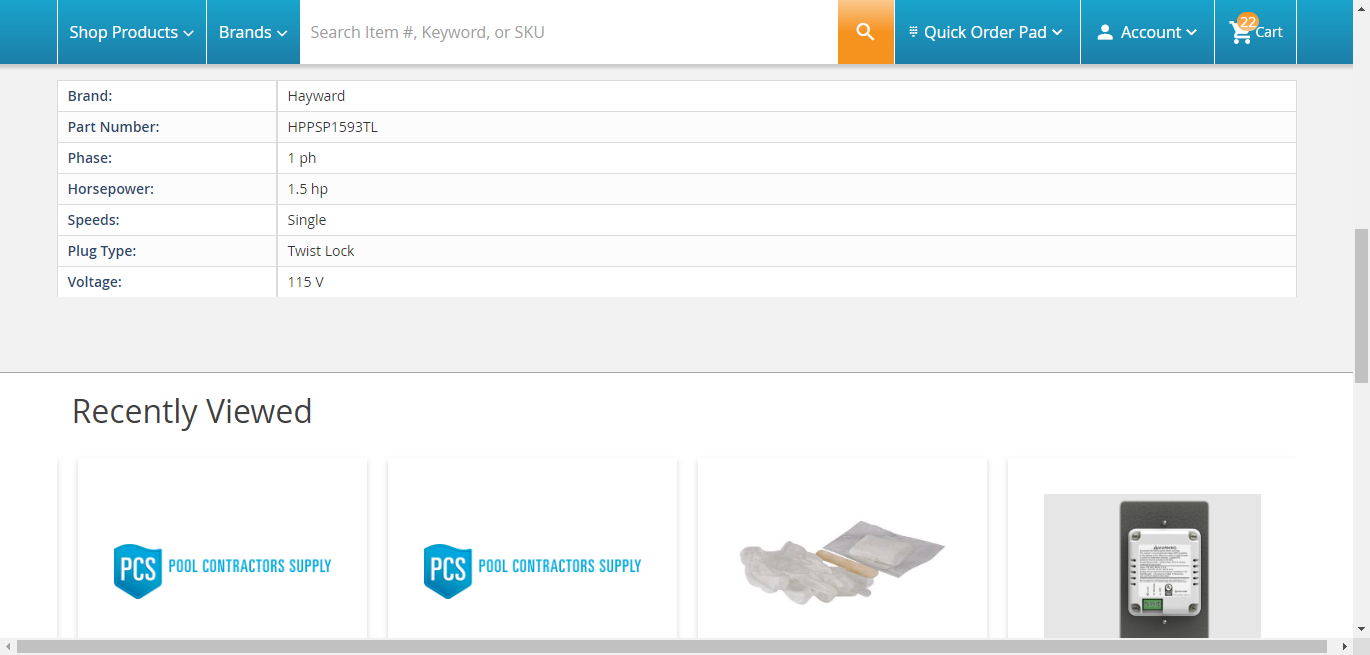 Shop Products
Brands
Search Item #, Keyword, or SKU
Quick Order Pad
Account
22
Cart
Brand: Hayward
Part Number: HPPSP1593TL
Phase: 1 ph
Horsepower: 1.5 hp
Speeds: Single
Plug Type: Twist Lock
Voltage: 115 V
Recently Viewed
PCS POOL CONTRACTORS SUPPLY
PCS POOL CONTRACTORS SUPPLY